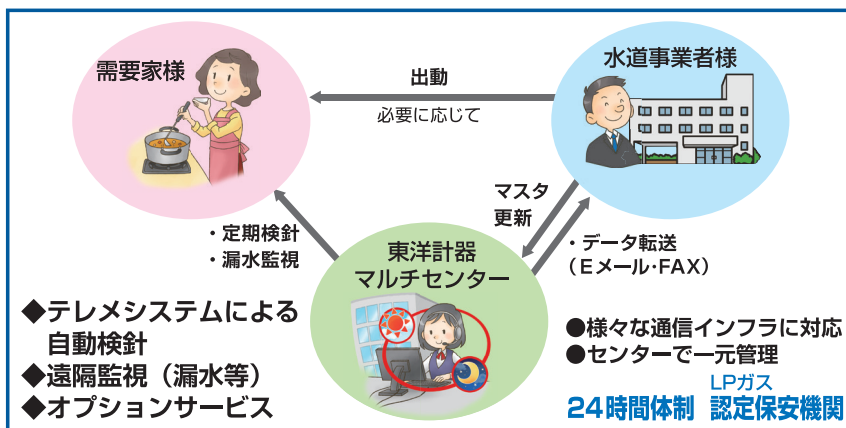 需要家様
水道事業者様
出動
必要に応じて
マスタ
更新
・定期検針
・漏水監視
東洋計器
マルチセンター
・データ転送
（Eメール･FAX）
◆テレメシステムによる
自動検針
◆遠隔監視（漏水等）
◆オプションサービス
●様々な通信インフラに対応
●センターで一元管理
LPガス
24時間体制 認定保安機関